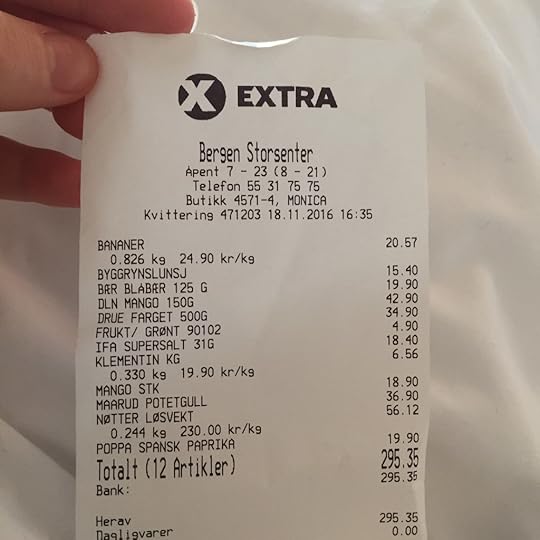 X EXTRA
Bergen Storsenter
Åpent 7 - 23 (8 - 21)
Telefon 55 31 75 75
Butikk 4571-4, MONICA
Kvittering 471203 18.11.2016 16:35
BANANER 20.57
0.826 kg 24.90 kr/kg
BYGGRYNSLUNSJ 15.40
BÆR BLÅBÆR 125 G 19.90
DLN MANGO 150G 42.90
DRUE FARGET 500G 34.90
FRUKT/ GRØNT 90102 4.90
IFA SUPERSALT 31G 18.40
KLEMENTIN KG 6.56
0.330 kg 19.90 kr/kg
MANGO STK 18.90
MAARUD POTETGULL 36.90
NØTTER LØSVEKT 56.12
0.244 kg 230.00 kr/kg
POPPA SPANSK PAPRIKA 19.90
Totalt (12 Artikler) 295.35
Bank: 295.35
Herav 295.35
Dagligvarer 0.00